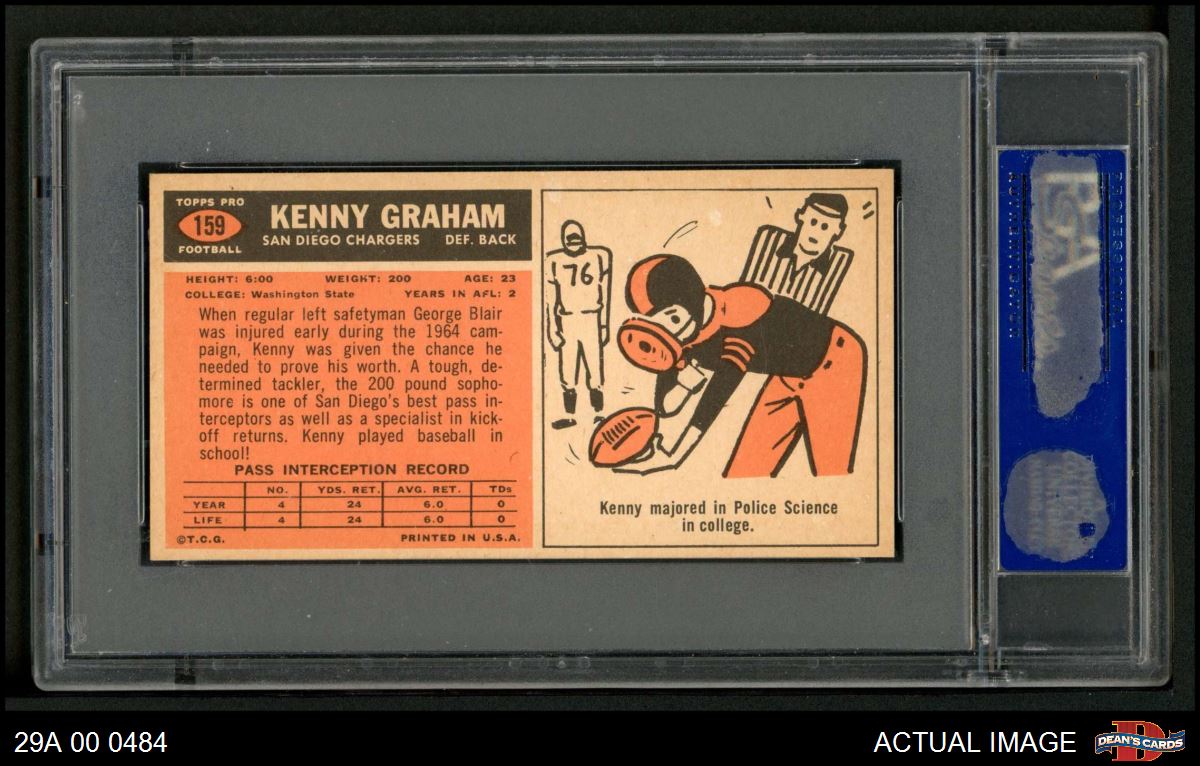 TOPPS PRO
159
FOOTBALL
KENNY GRAHAM
SAN DIEGO CHARGERS DEF. BACK
HEIGHT: 6:00 WEIGHT: 200 AGE: 23
COLLEGE: Washington State YEARS IN AFL: 2
When regular left safetyman George Blair
was injured early during the 1964 cam-
paign, Kenny was given the chance he
needed to prove his worth. A tough, de-
termined tackler, the 200 pound sopho-
more is one of San Diego's best pass in-
terceptors as well as a specialist in kick-
off returns. Kenny played baseball in
school!
PASS INTERCEPTION RECORD
NO. YDS. RET. AVG. RET. TDs
YEAR 4 24 6.0 0
LIFE 4 24 6.0 0
©T.C.G. PRINTED IN U.S.A.
76
Kenny majored in Police Science
in college.
PSA
29A 00 0484
ACTUAL IMAGE
D
DEAN'S CARDS